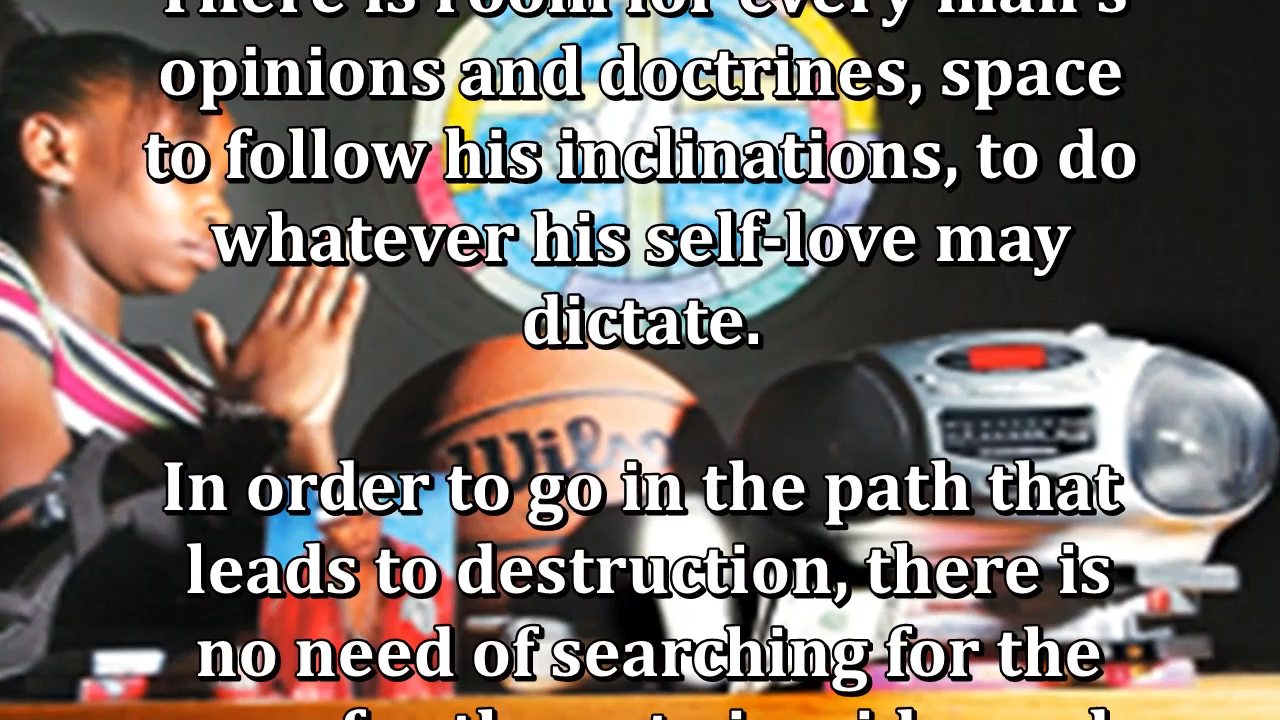 There is room for every man's
opinions and doctrines, space
to follow his inclinations, to do
whatever his self-love may
dictate.
Wilson
In order to go in the path that
leads to destruction, there is
no need of searching for the